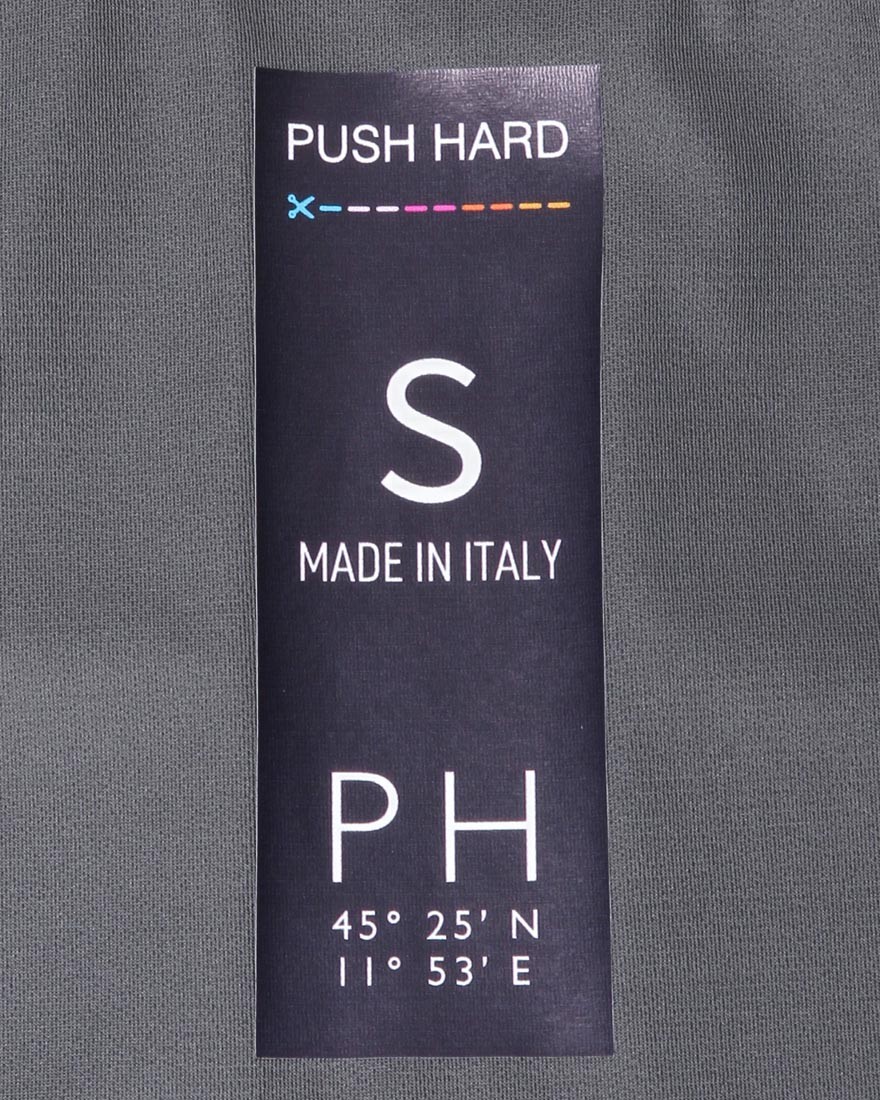 PUSH HARD
S
MADE IN ITALY
PH
45° 25' N
11° 53' E